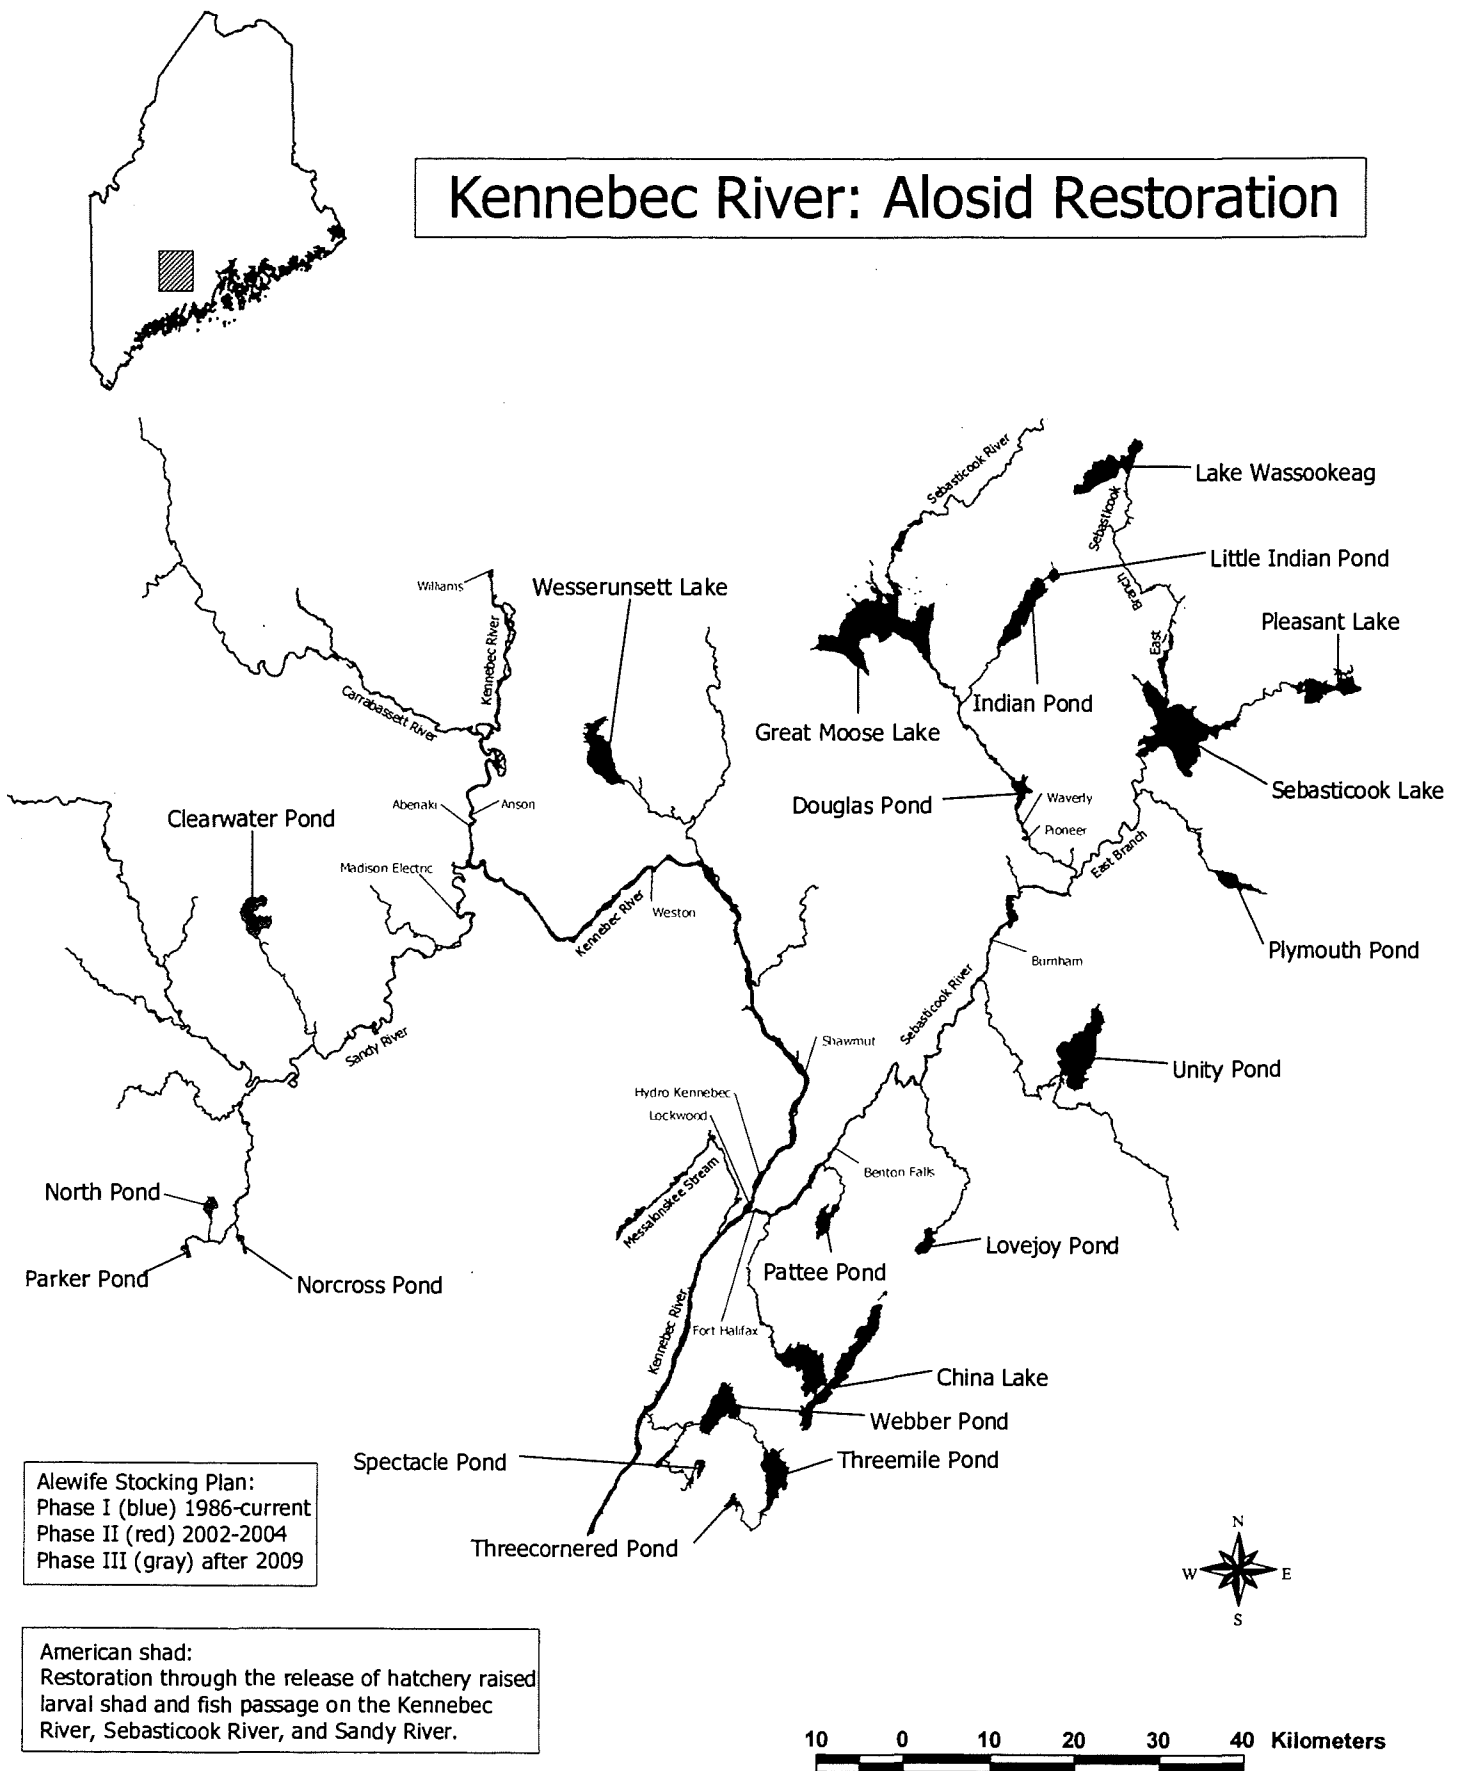 Kennebec River: Alosid Restoration
Sebasticook River
Lake Wassookeag
Sebasticook
Little Indian Pond
Branch
Williams
Wesserunsett Lake
Pleasant Lake
East
Kennebec River
Carrabassett River
Indian Pond
Great Moose Lake
Sebasticook Lake
Abenaki
Anson
Douglas Pond
Waverly
Clearwater Pond
Pioneer
East Branch
Madison Electric
Weston
Kennebec River
Plymouth Pond
Burnham
Sebasticook River
Sandy River
Shawmut
Unity Pond
Hydro Kennebec
Lockwood
Benton Falls
Messalonskee Stream
North Pond
Lovejoy Pond
Parker Pond
Norcross Pond
Pattee Pond
Kennebec River
Fort Halifax
China Lake
Webber Pond
Spectacle Pond
Threemile Pond
Threecornered Pond
Alewife Stocking Plan:
Phase I (blue) 1986-current
Phase II (red) 2002-2004
Phase III (gray) after 2009
N
W
E
S
American shad:
Restoration through the release of hatchery raised
larval shad and fish passage on the Kennebec
River, Sebasticook River, and Sandy River.
10 0 10 20 30 40 Kilometers